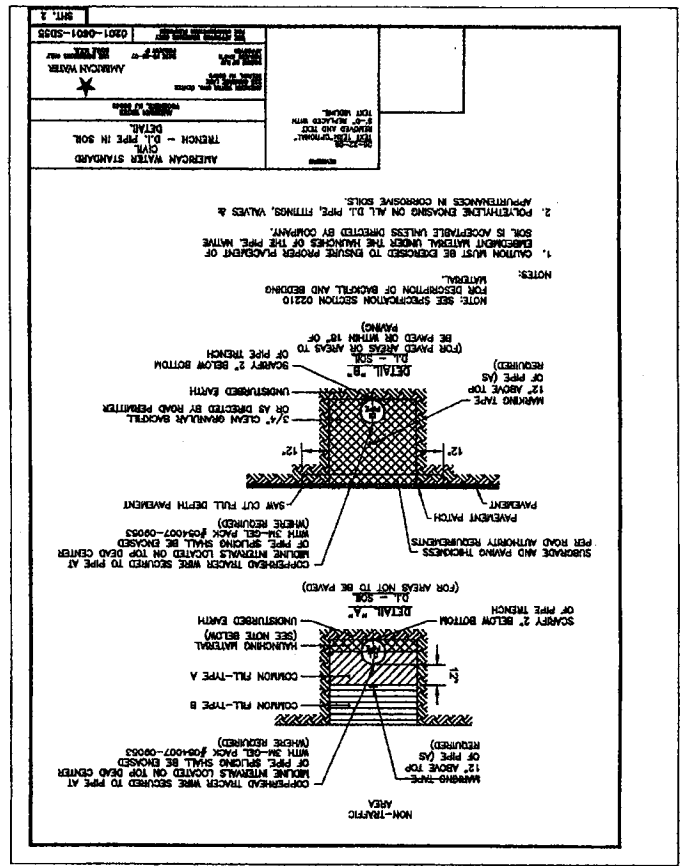 NON-TRAFFIC
AREA
MARKING TAPE
12" ABOVE TOP
OF PIPE (AS
REQUIRED)
COPPERHEAD TRACER WIRE SECURED TO PIPE AT
MIDLINE INTERVALS LOCATED ON TOP DEAD CENTER
OF PIPE. SPLICING SHALL BE ENCASED
WITH 3M-GEL PACK #054007-09053
(WHERE REQUIRED)
COMMON FILL-TYPE B
COMMON FILL-TYPE A
12"
HAUNCHING MATERIAL
(SEE NOTE BELOW)
UNDISTURBED EARTH
SCARIFY 2" BELOW BOTTOM
OF PIPE TRENCH
DETAIL "A"
D.I. - SOIL
(FOR AREAS NOT TO BE PAVED)
SUBGRADE AND PAVING THICKNESS
PER ROAD AUTHORITY REQUIREMENTS
COPPERHEAD TRACER WIRE SECURED TO PIPE AT
MIDLINE INTERVALS LOCATED ON TOP DEAD CENTER
OF PIPE. SPLICING SHALL BE ENCASED
WITH 3M-GEL PACK #054007-09053
(WHERE REQUIRED)
PAVEMENT PATCH
PAVEMENT
SAW CUT FULL DEPTH PAVEMENT
12"
12"
3/4" CLEAN GRANULAR BACKFILL
OR AS DIRECTED BY ROAD PERMITTER
MARKING TAPE
12" ABOVE TOP
OF PIPE (AS
REQUIRED)
UNDISTURBED EARTH
SCARIFY 2" BELOW BOTTOM
OF PIPE TRENCH
DETAIL "B"
D.I. - SOIL
(FOR PAVED AREAS OR AREAS TO
BE PAVED OR WITHIN 18" OF
PAVING)
NOTE: SEE SPECIFICATION SECTION 02210
FOR DESCRIPTION OF BACKFILL AND BEDDING
MATERIAL.
NOTES:
1. CAUTION MUST BE EXERCISED TO ENSURE PROPER PLACEMENT OF
EMBEDMENT MATERIAL UNDER THE HAUNCHES OF THE PIPE. NATIVE
SOIL IS ACCEPTABLE UNLESS DIRECTED BY COMPANY.
2. POLYETHYLENE ENCASING ON ALL D.I. PIPE, FITTINGS, VALVES &
APPURTENANCES IN CORROSIVE SOILS.
REVISIONS
TEXT "OPTIONAL"
REMOVED AND TEXT
5'-0" REPLACED WITH
TEXT MIDLINE.
AMERICAN WATER STANDARD
CIVIL
TRENCH - D.I. PIPE IN SOIL
DETAIL
AMERICAN WATER
0201-0601-SD55
SHT. 2